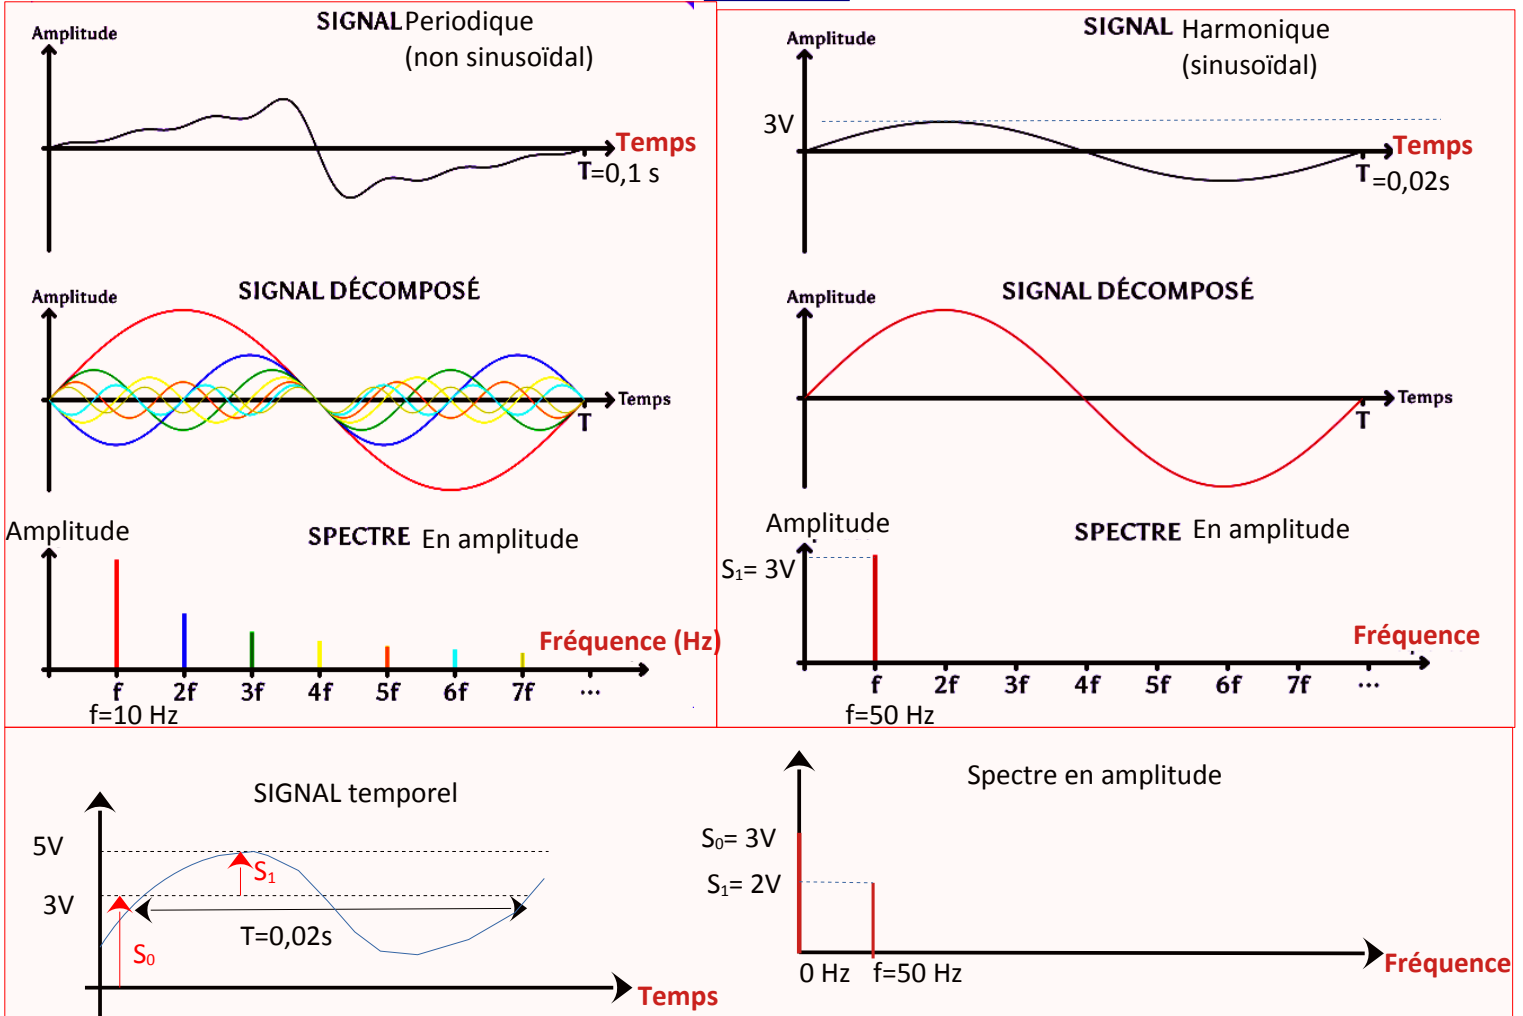 SIGNAL Periodique
(non sinusoïdal)
Amplitude
Temps
T=0,1 s
SIGNAL DÉCOMPOSÉ
Amplitude
Temps
T
Amplitude
SPECTRE En amplitude
Fréquence (Hz)
f 2f 3f 4f 5f 6f 7f ...
f=10 Hz
SIGNAL Harmonique
(sinusoïdal)
Amplitude
3V
Temps
T =0,02s
SIGNAL DÉCOMPOSÉ
Amplitude
Temps
T
Amplitude
SPECTRE En amplitude
S₁= 3V
Fréquence
f 2f 3f 4f 5f 6f 7f ...
f=50 Hz
SIGNAL temporel
5V
S₁
3V
T=0,02s
S₀
Temps
Spectre en amplitude
S₀= 3V
S₁= 2V
0 Hz f=50 Hz
Fréquence